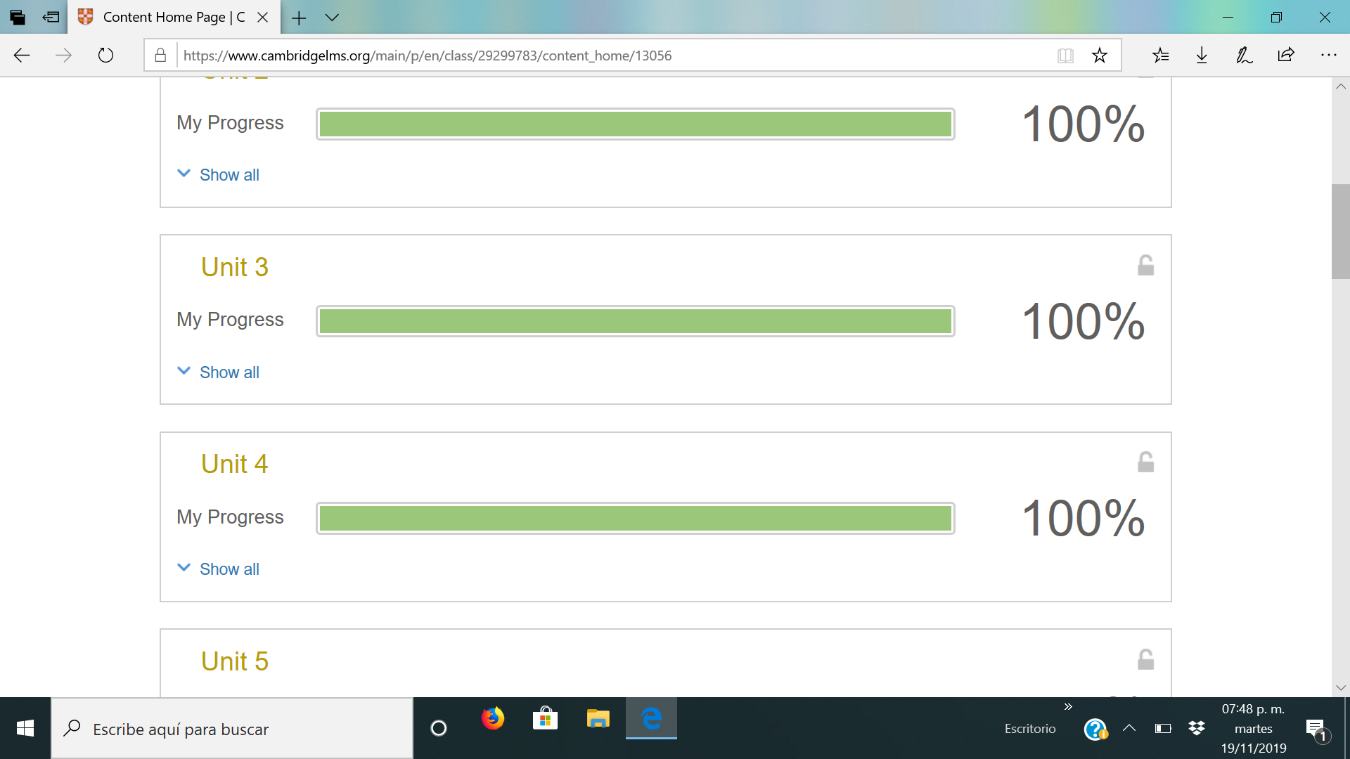 Content Home Page | C
https://www.cambridgelms.org/main/p/en/class/29299783/content_home/13056
My Progress
100%
Show all
Unit 3
My Progress
100%
Show all
Unit 4
My Progress
100%
Show all
Unit 5
Escribe aquí para buscar
Escritorio
07:48 p. m.
martes
19/11/2019
1